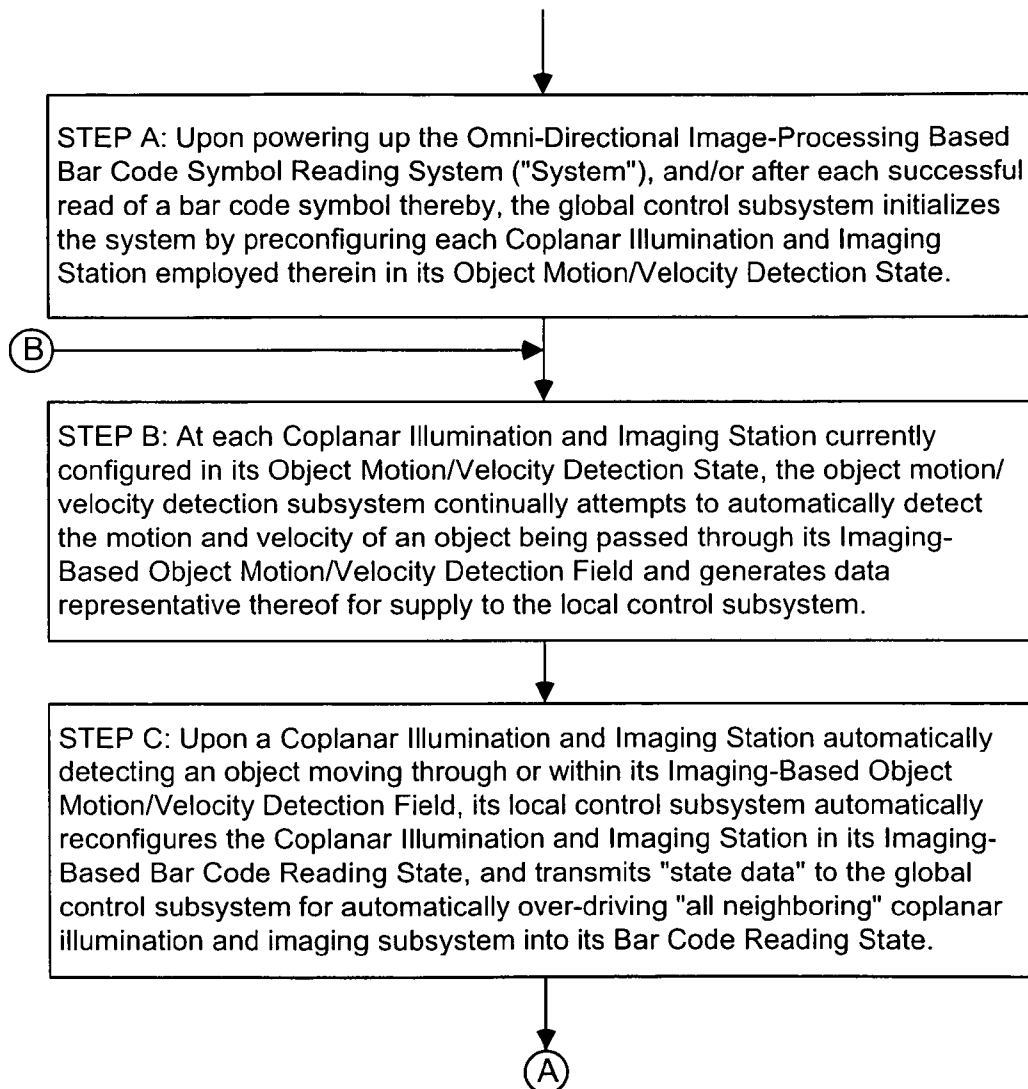 STEP A: Upon powering up the Omni-Directional Image-Processing Based
Bar Code Symbol Reading System ("System"), and/or after each successful
read of a bar code symbol thereby, the global control subsystem initializes
the system by preconfiguring each Coplanar Illumination and Imaging
Station employed therein in its Object Motion/Velocity Detection State.
B
STEP B: At each Coplanar Illumination and Imaging Station currently
configured in its Object Motion/Velocity Detection State, the object motion/
velocity detection subsystem continually attempts to automatically detect
the motion and velocity of an object being passed through its Imaging-
Based Object Motion/Velocity Detection Field and generates data
representative thereof for supply to the local control subsystem.
STEP C: Upon a Coplanar Illumination and Imaging Station automatically
detecting an object moving through or within its Imaging-Based Object
Motion/Velocity Detection Field, its local control subsystem automatically
reconfigures the Coplanar Illumination and Imaging Station in its Imaging-
Based Bar Code Reading State, and transmits "state data" to the global
control subsystem for automatically over-driving "all neighboring" coplanar
illumination and imaging subsystem into its Bar Code Reading State.
A